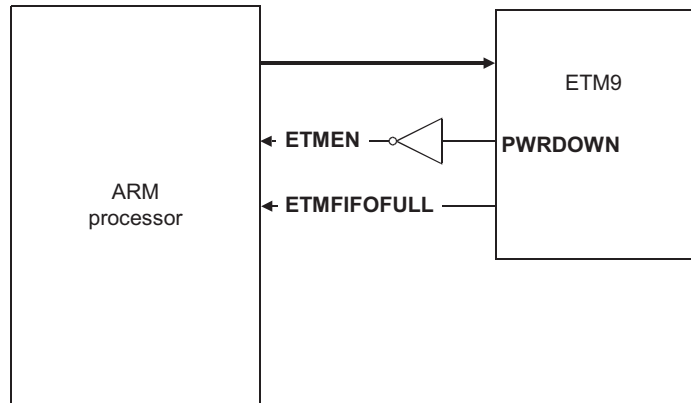 ETM9
ETMEN
PWRDOWN
ARM
processor
ETMFIFOFULL